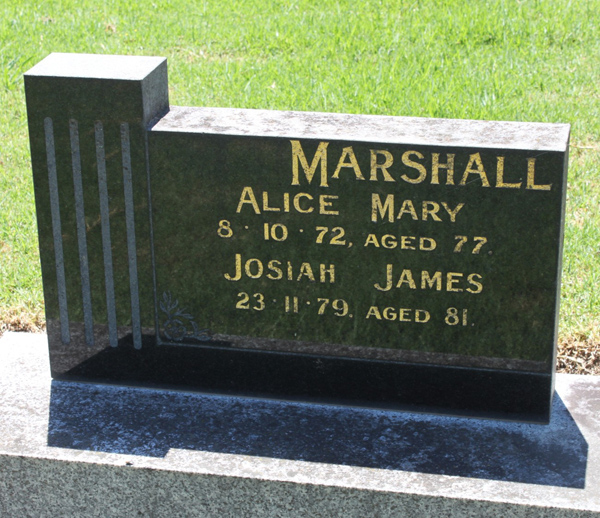 MARSHALL
ALICE MARY
8·10·72, AGED 77.
JOSIAH JAMES
23·11·79. AGED 81.